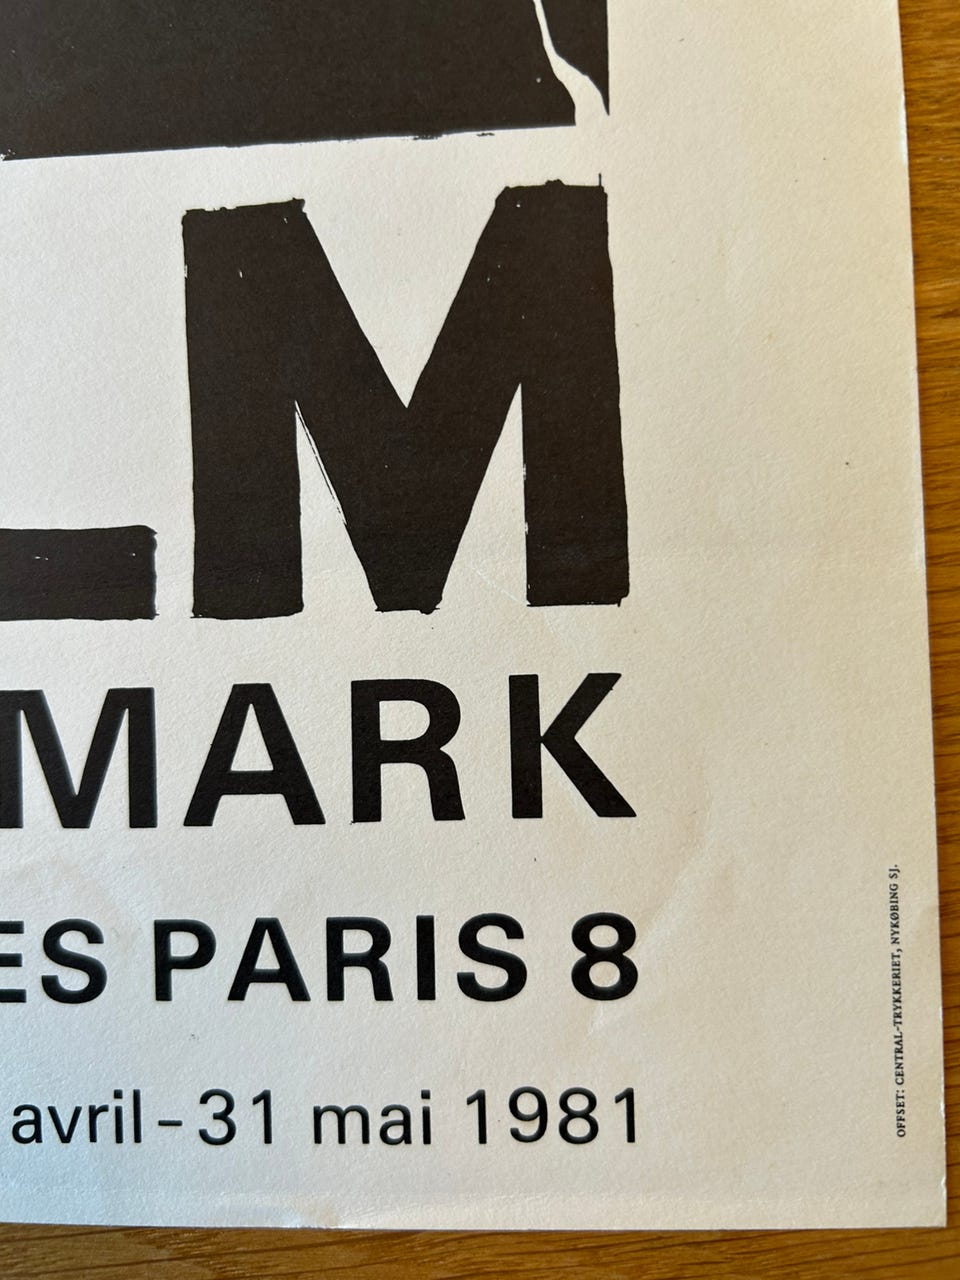 LM
MARK
ES PARIS 8
avril-31 mai 1981
OFFSET: CENTRAL-TRYKKERIET, NYKØBING SJ.